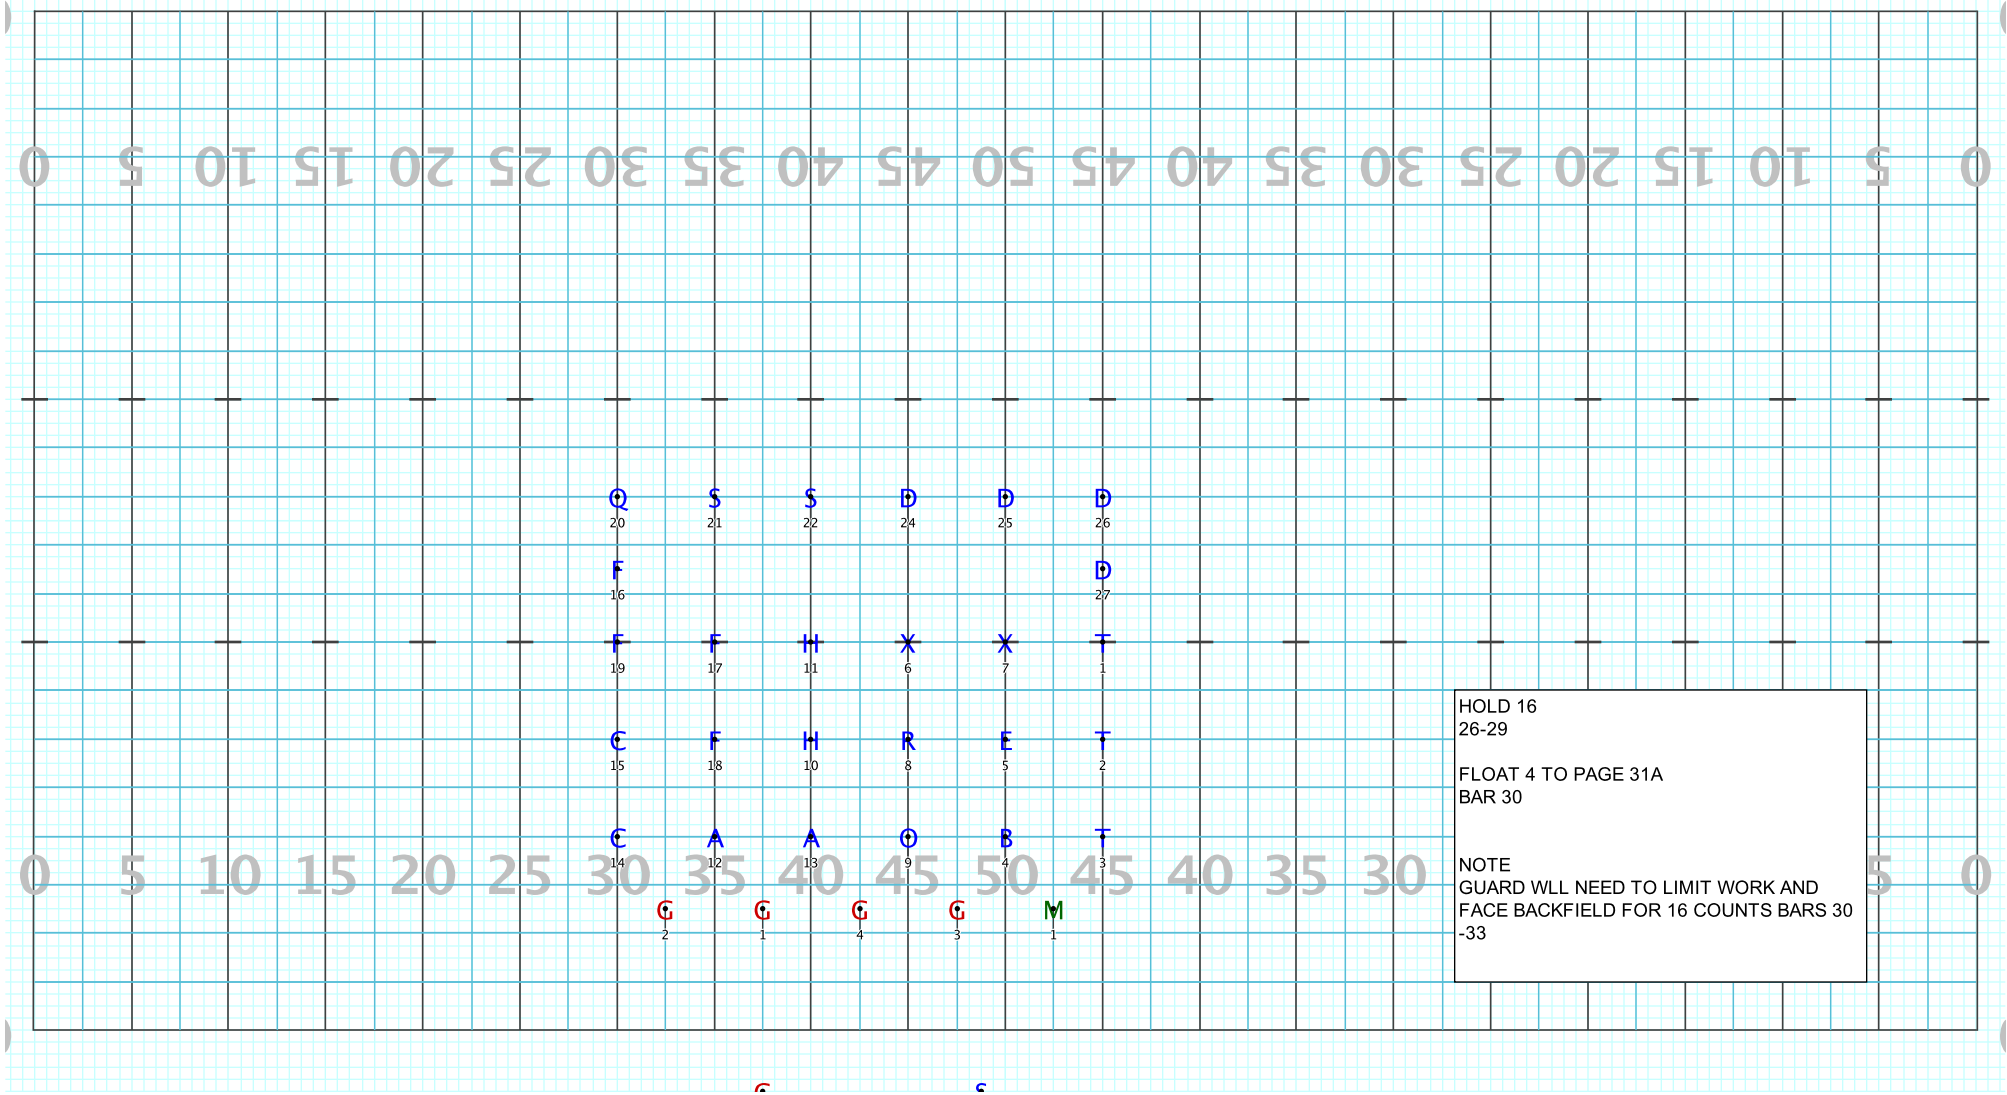 0 5 10 15 20 25 30 35 40 45 50 45 40 35 30 25 20 15 10 5 0
Q S S D D D
20 21 22 24 25 26
F D
16 27
F F H X X T
19 17 11 6 7 1
C F H R E T
15 18 10 8 5 2
C A A O B T
14 12 13 9 4 3
0 5 10 15 20 25 30 35 40 45 50 45 40 35 30 5 0
G G G G M
2 1 4 3 1
G S
HOLD 16
26-29
FLOAT 4 TO PAGE 31A
BAR 30
NOTE
GUARD WLL NEED TO LIMIT WORK AND
FACE BACKFIELD FOR 16 COUNTS BARS 30
-33